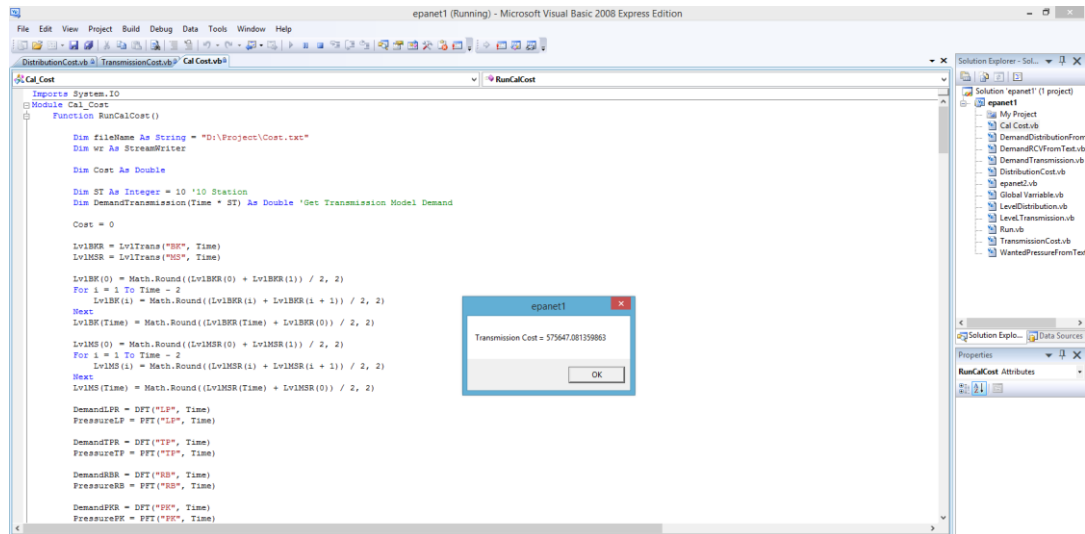 epanet1 (Running) - Microsoft Visual Basic 2008 Express Edition
File Edit View Project Build Debug Data Tools Window Help
DistributionCost.vb TransmissionCost.vb Cal Cost.vb
Cal_Cost RunCalCost
Imports System.IO
Module Cal_Cost
Function RunCalCost()
Dim fileName As String = "D:\Project\Cost.txt"
Dim wr As StreamWriter
Dim Cost As Double
Dim ST As Integer = 10 '10 Station
Dim DemandTransmission(Time * ST) As Double 'Get Transmission Model Demand
Cost = 0
LvlBKR = LvlTrans("BK", Time)
LvlMSR = LvlTrans("MS", Time)
LvlBK(0) = Math.Round((LvlBKR(0) + LvlBKR(1)) / 2, 2)
For i = 1 To Time - 2
LvlBK(i) = Math.Round((LvlBKR(i) + LvlBKR(i + 1)) / 2, 2)
Next
LvlBK(Time) = Math.Round((LvlBKR(Time) + LvlBKR(0)) / 2, 2)
LvlMS(0) = Math.Round((LvlMSR(0) + LvlMSR(1)) / 2, 2)
For i = 1 To Time - 2
LvlMS(i) = Math.Round((LvlMSR(i) + LvlMSR(i + 1)) / 2, 2)
Next
LvlMS(Time) = Math.Round((LvlMSR(Time) + LvlMSR(0)) / 2, 2)
DemandLPR = DFT("LP", Time)
PressureLP = PFT("LP", Time)
DemandTPR = DFT("TP", Time)
PressureTP = PFT("TP", Time)
DemandRBR = DFT("RB", Time)
PressureRB = PFT("RB", Time)
DemandPKR = DFT("PK", Time)
PressurePK = PFT("PK", Time)
epanet1
Transmission Cost = 575647.081359863
OK
Solution Explorer - Sol...
Solution 'epanet1' (1 project)
epanet1
My Project
Cal Cost.vb
DemandDistributionFrom
DemandRCVFromText.vb
DemandTransmission.vb
DistributionCost.vb
epanet2.vb
Global Varriable.vb
LevelDistribution.vb
LeveLTransmission.vb
Run.vb
TransmissionCost.vb
WantedPressureFromText
Solution Explo... Data Sources
Properties
RunCalCost Attributes